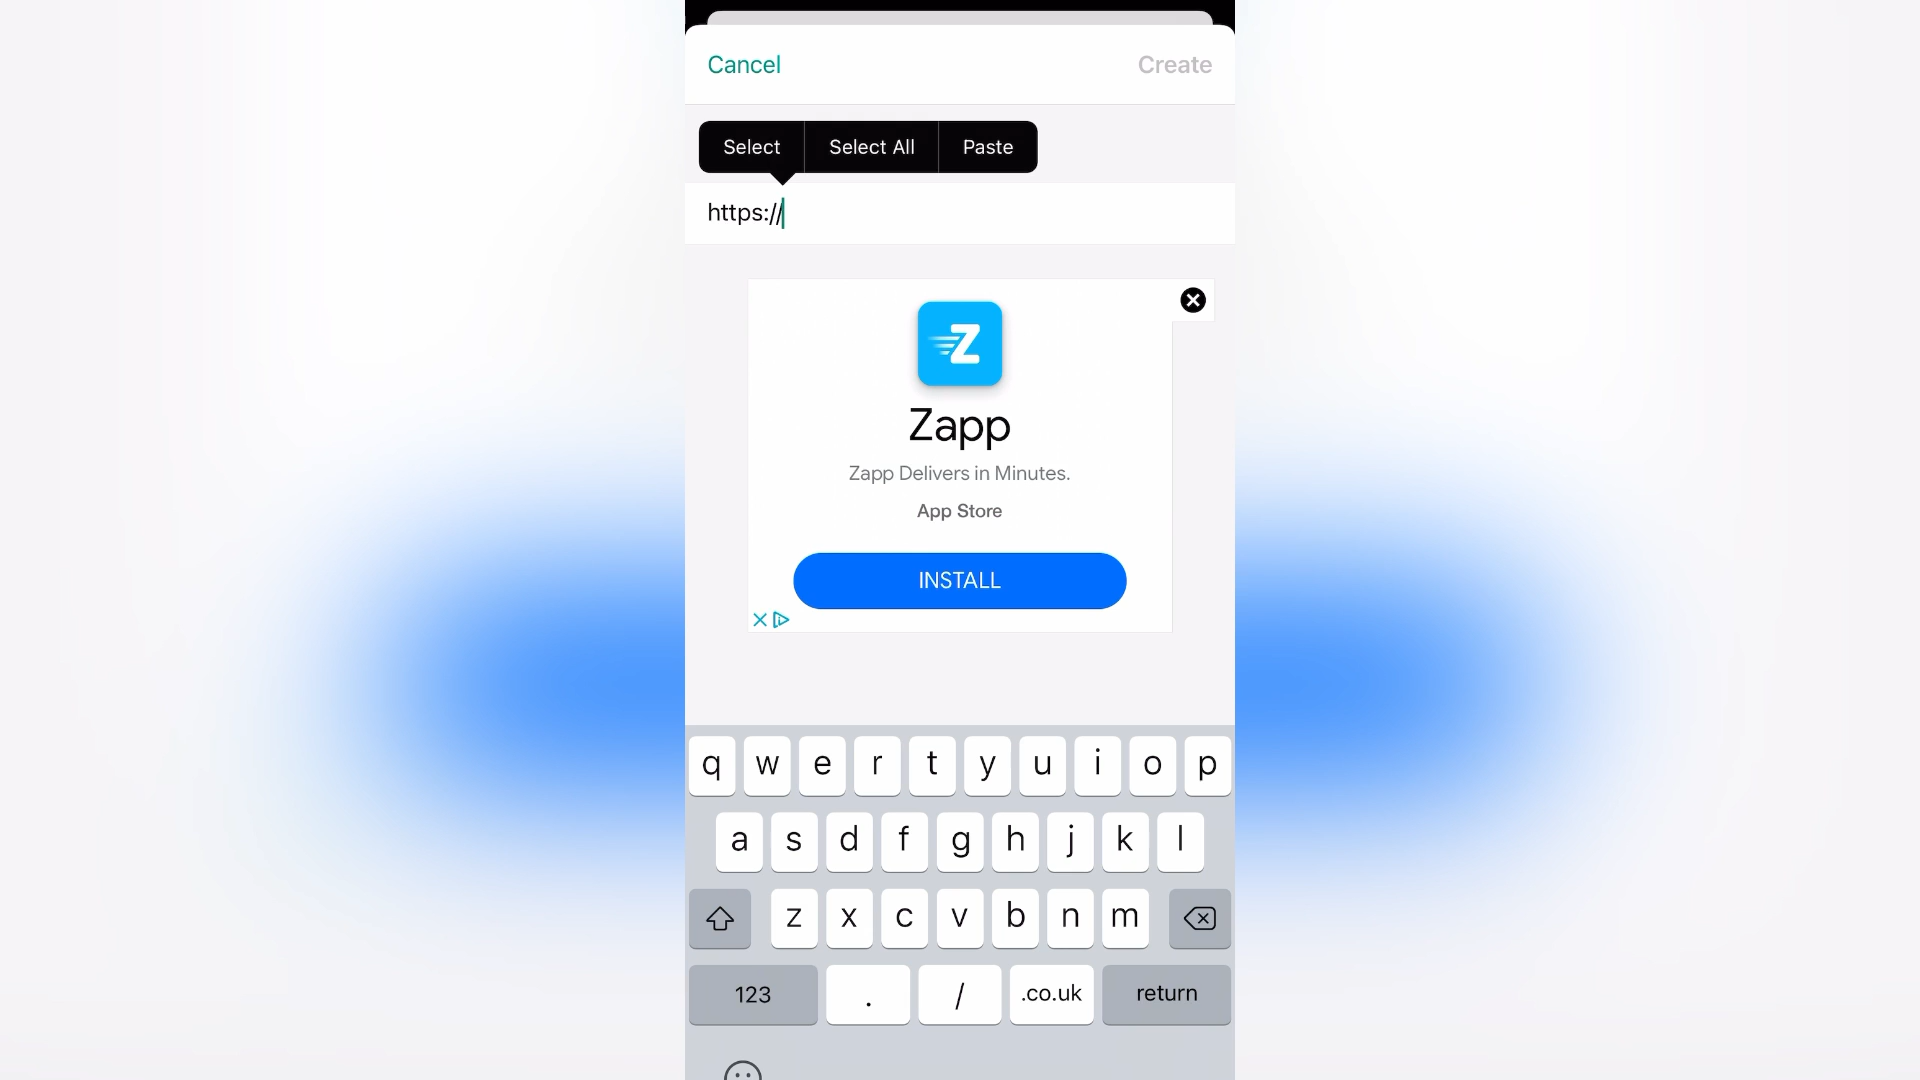 Cancel Create
Select Select All Paste
https://
Z
Zapp
Zapp Delivers in Minutes.
App Store
INSTALL
q w e r t y u i o p
a s d f g h j k l
z x c v b n m
123 . / .co.uk return